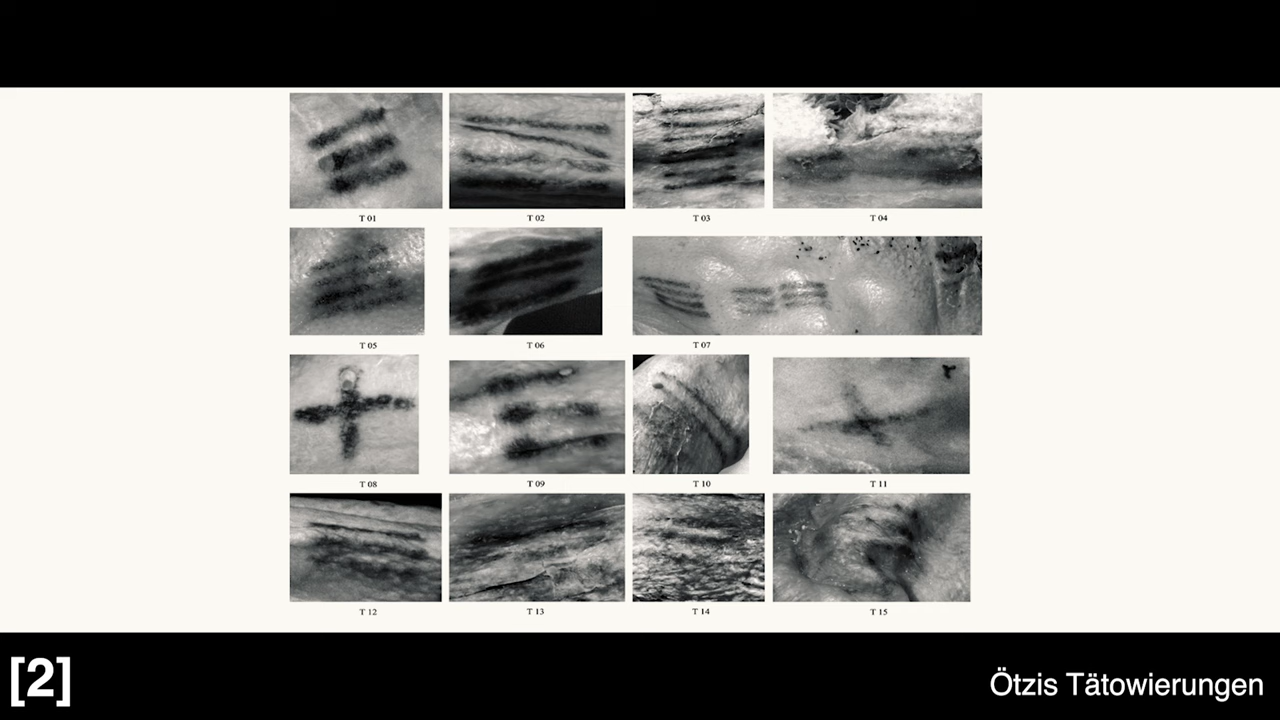 T 01 T 02 T 03 T 04
T 05 T 06 T 07
T 08 T 09 T 10 T 11
T 12 T 13 T 14 T 15
[2] Ötzis Tätowierungen